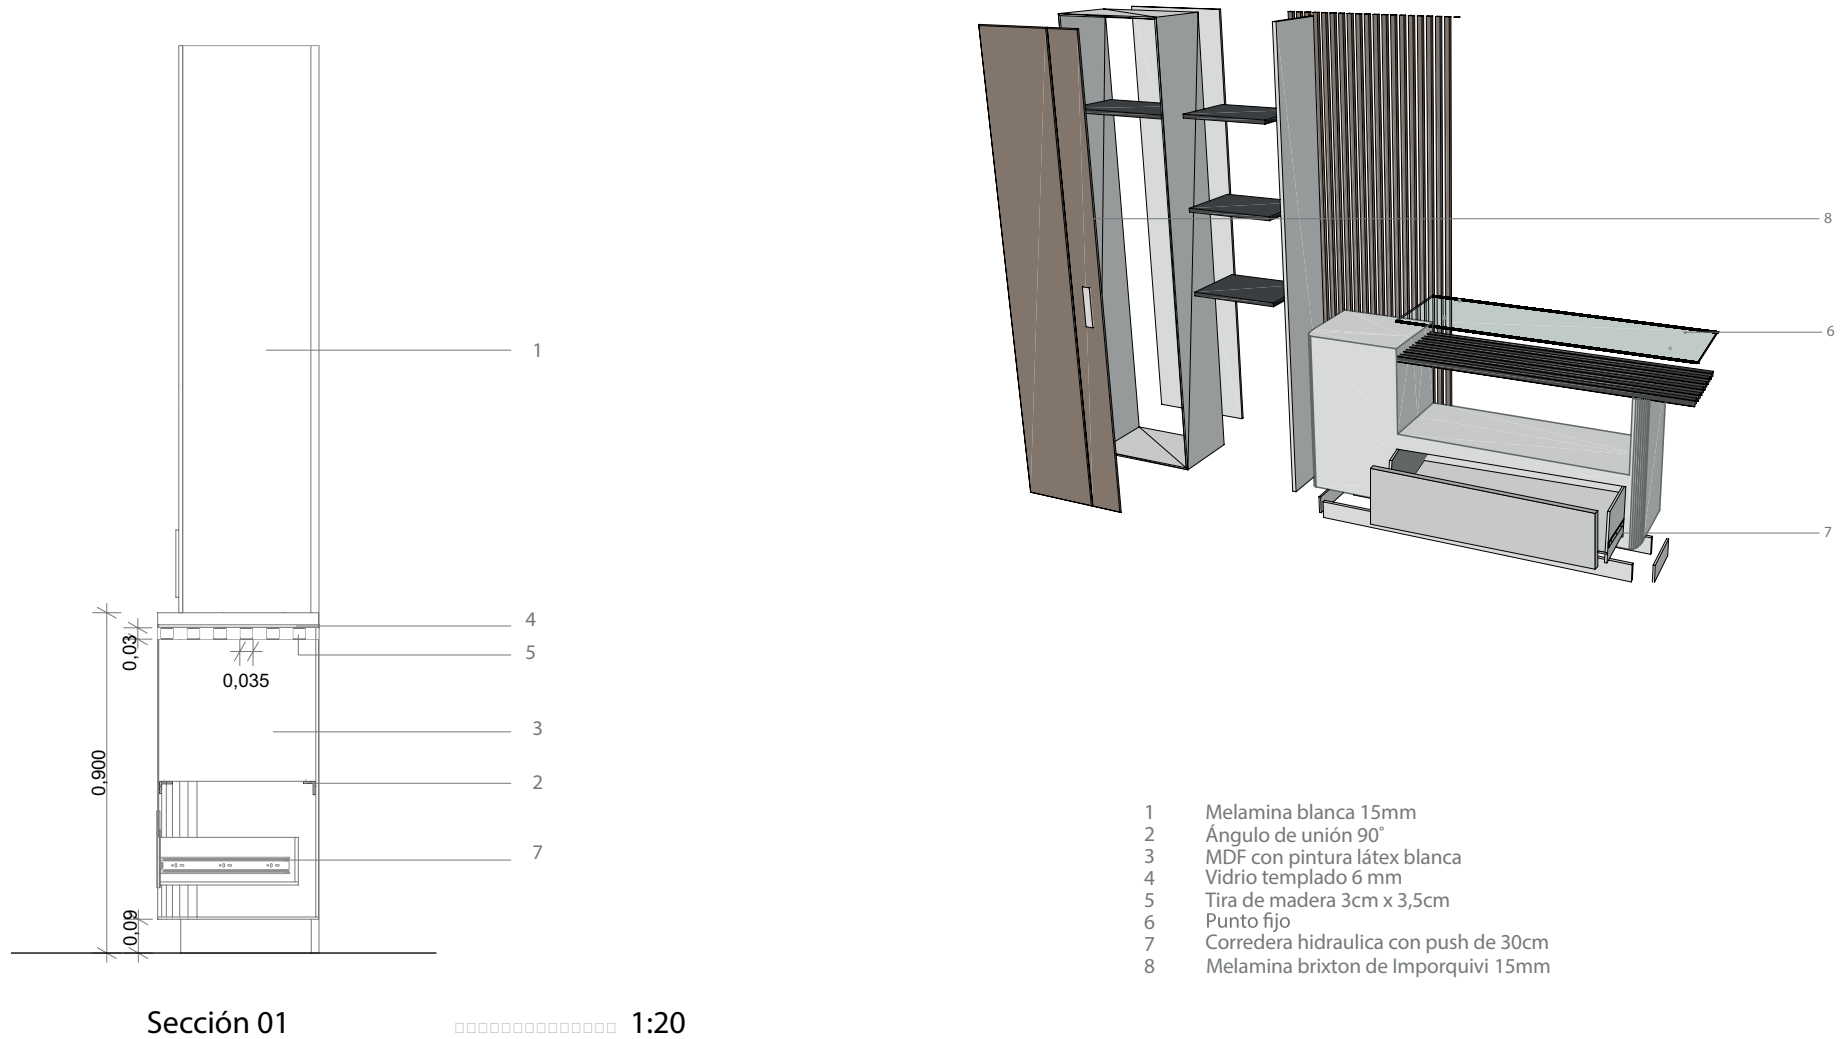 1
4
0,03
5
0,035
3
0,900
2
7
0,09
Sección 01 1:20
8
6
7
1 Melamina blanca 15mm
2 Ángulo de unión 90˚
3 MDF con pintura látex blanca
4 Vidrio templado 6 mm
5 Tira de madera 3cm x 3,5cm
6 Punto fijo
7 Corredera hidraulica con push de 30cm
8 Melamina brixton de Imporquivi 15mm